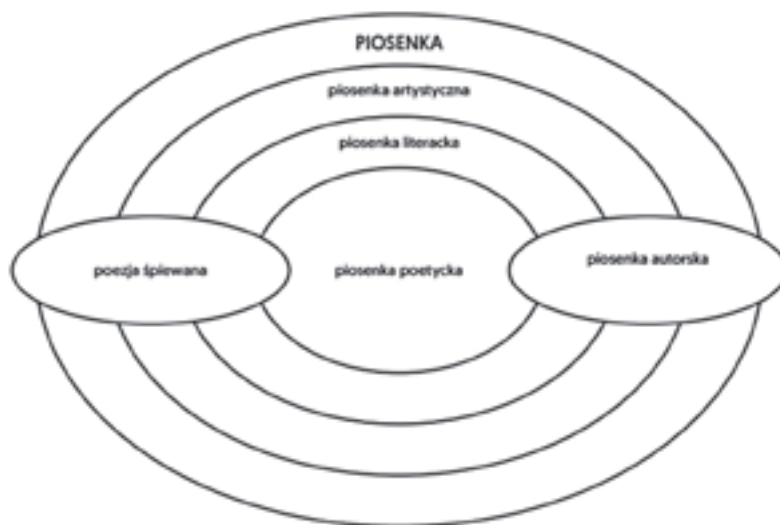 PIOSENKA
piosenka artystyczna
piosenka literacka
poezja śpiewana
piosenka poetycka
piosenka autorska